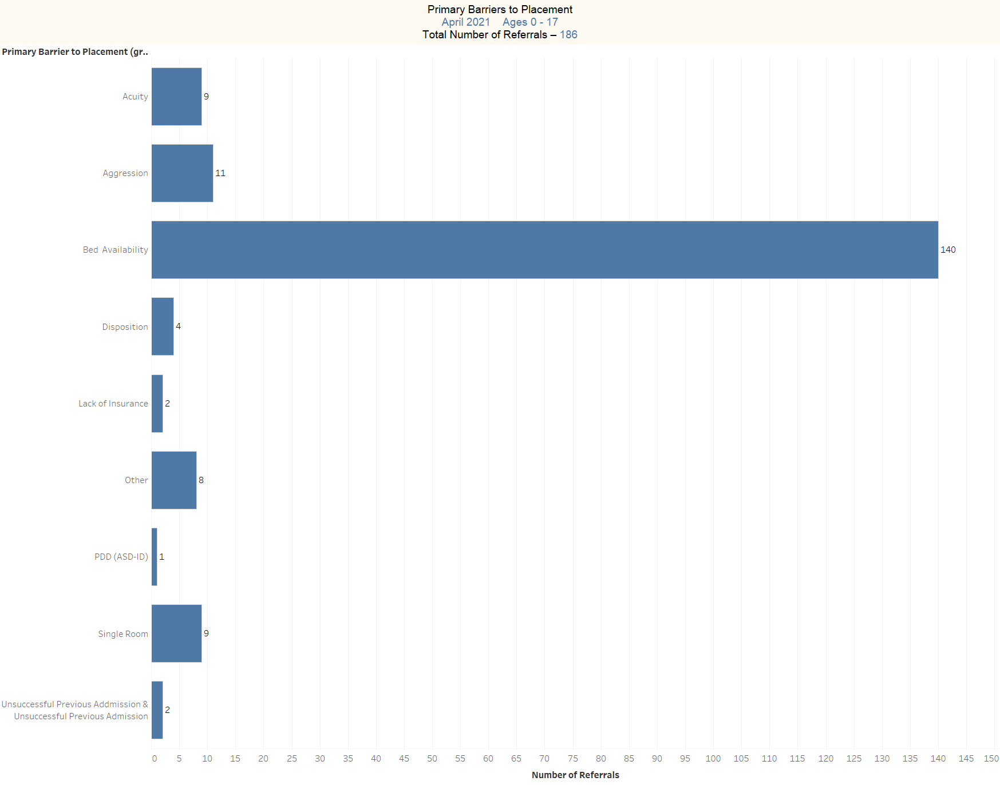 Primary Barriers to Placement
April 2021 Ages 0 - 17
Total Number of Referrals – 186
Primary Barrier to Placement (gr..
Acuity
9
Aggression
11
Bed Availability
140
Disposition
4
Lack of Insurance
2
Other
8
PDD (ASD-ID)
1
Single Room
9
Unsuccessful Previous Addmission &
Unsuccessful Previous Admission
2
0 5 10 15 20 25 30 35 40 45 50 55 60 65 70 75 80 85 90 95 100 105 110 115 120 125 130 135 140 145 150
Number of Referrals